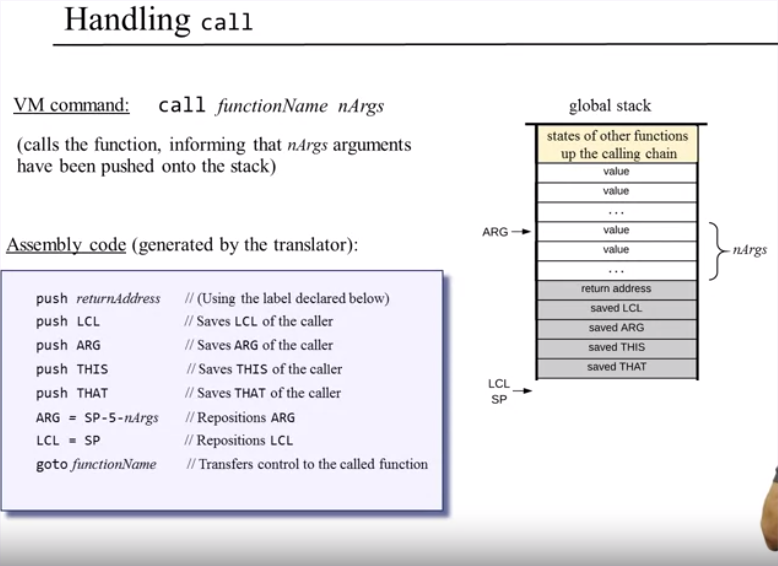 Handling call
VM command: call functionName nArgs
(calls the function, informing that nArgs arguments
have been pushed onto the stack)
Assembly code (generated by the translator):
push returnAddress // (Using the label declared below)
push LCL // Saves LCL of the caller
push ARG // Saves ARG of the caller
push THIS // Saves THIS of the caller
push THAT // Saves THAT of the caller
ARG = SP-5-nArgs // Repositions ARG
LCL = SP // Repositions LCL
goto functionName // Transfers control to the called function
global stack
states of other functions
up the calling chain
value
value
...
ARG
value
value
...
nArgs
return address
saved LCL
saved ARG
saved THIS
saved THAT
LCL
SP